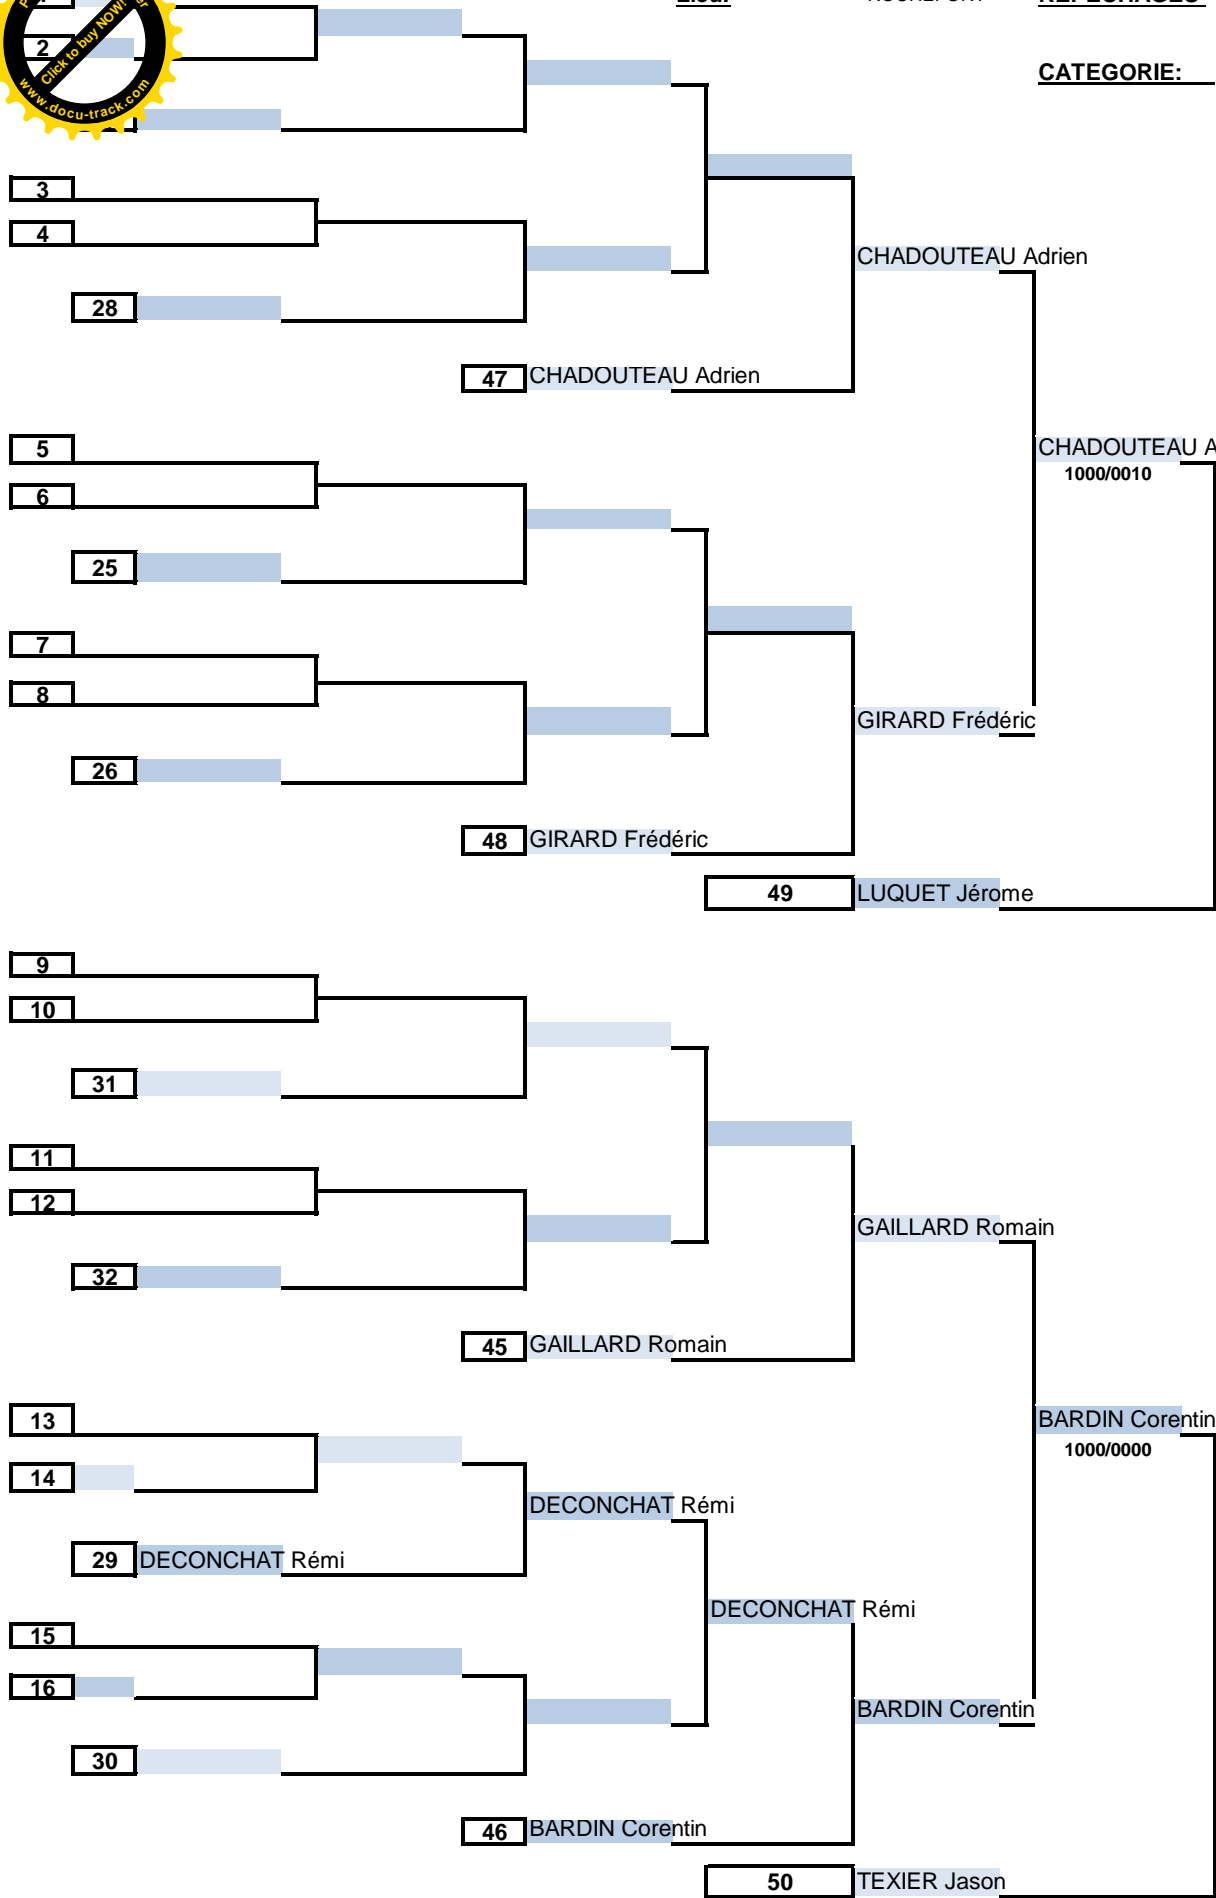 Click to buy NOW!
www.docu-track.com
2
CATEGORIE:
3
4
CHADOUTEAU Adrien
28
47 CHADOUTEAU Adrien
5
CHADOUTEAU A
1000/0010
6
25
7
8
GIRARD Frédéric
26
48 GIRARD Frédéric
49 LUQUET Jérome
9
10
31
11
12
GAILLARD Romain
32
45 GAILLARD Romain
13
BARDIN Corentin
1000/0000
14
DECONCHAT Rémi
29 DECONCHAT Rémi
DECONCHAT Rémi
15
16
BARDIN Corentin
30
46 BARDIN Corentin
50 TEXIER Jason